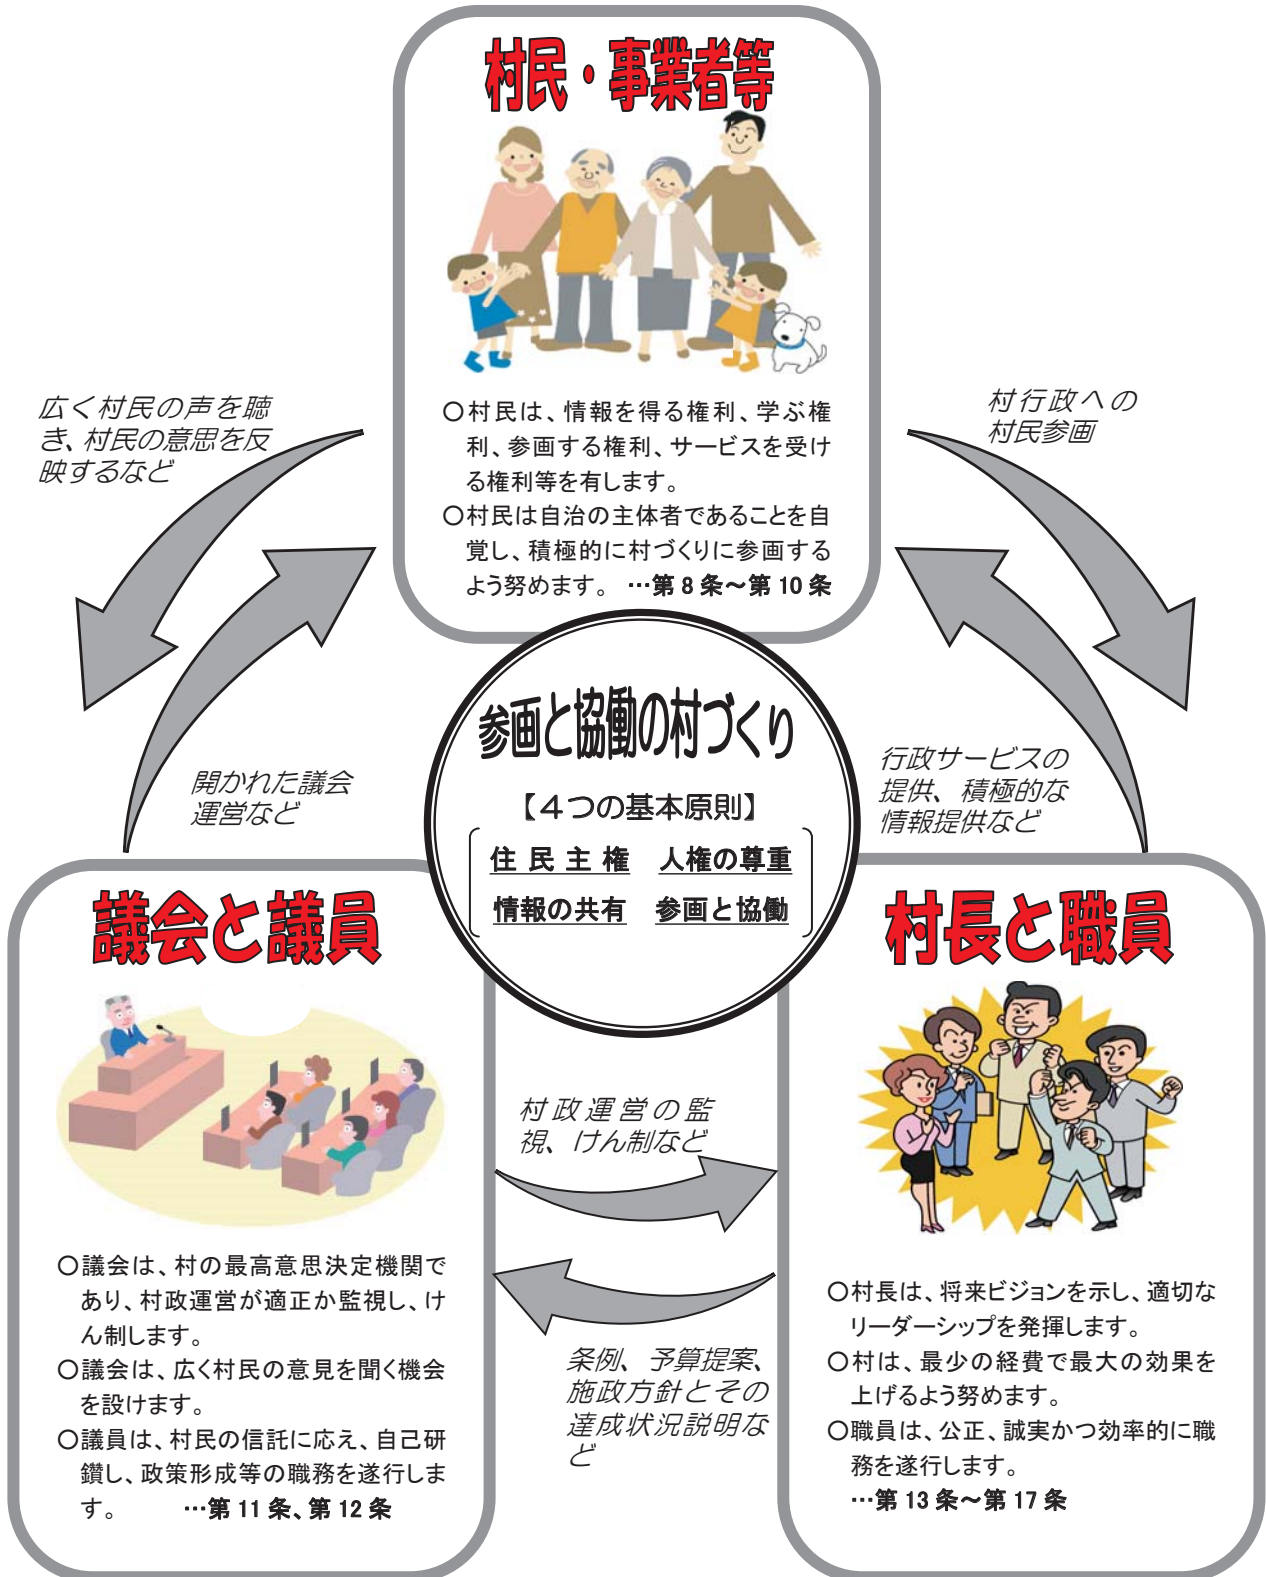 村民・事業者等
〇村民は、情報を得る権利、学ぶ権
利、参画する権利、サービスを受け
る権利等を有します。
〇村民は自治の主体者であることを自
覚し、積極的に村づくりに参画する
よう努めます。 …第８条～第10条
広く村民の声を聴
き、村民の意思を反
映するなど
村行政への
村民参画
開かれた議会
運営など
行政サービスの
提供、積極的な
情報提供など
参画と協働の村づくり
【４つの基本原則】
住民主権 人権の尊重
情報の共有 参画と協働
議会と議員
〇議会は、村の最高意思決定機関で
あり、村政運営が適正か監視し、け
ん制します。
〇議会は、広く村民の意見を聞く機会
を設けます。
〇議員は、村民の信託に応え、自己研
鑽し、政策形成等の職務を遂行しま
す。 …第11条、第12条
村政運営の監
視、けん制など
条例、予算提案、
施政方針とその
達成状況説明な
ど
村長と職員
〇村長は、将来ビジョンを示し、適切な
リーダーシップを発揮します。
〇村は、最少の経費で最大の効果を
上げるよう努めます。
〇職員は、公正、誠実かつ効率的に職
務を遂行します。
…第13条～第17条